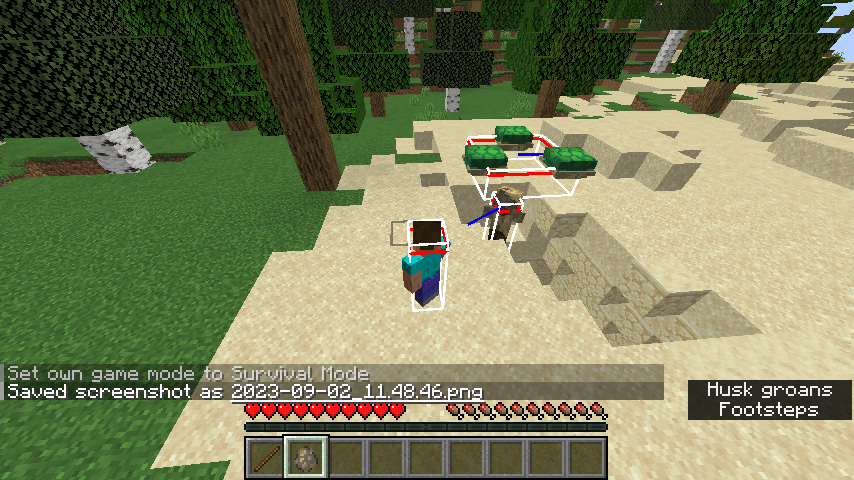 Set own game mode to Survival Mode
Saved screenshot as 2023-09-02_11.48.46.png
Husk groans
Footsteps